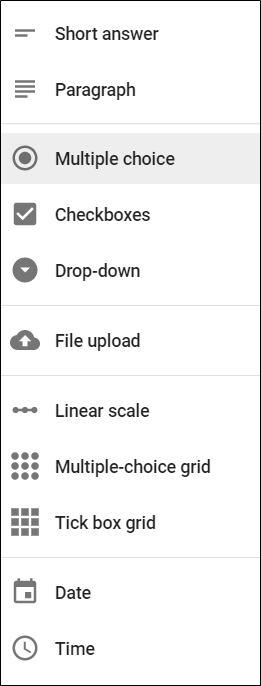 Short answer
Paragraph
Multiple choice
Checkboxes
Drop-down
File upload
Linear scale
Multiple-choice grid
Tick box grid
Date
Time